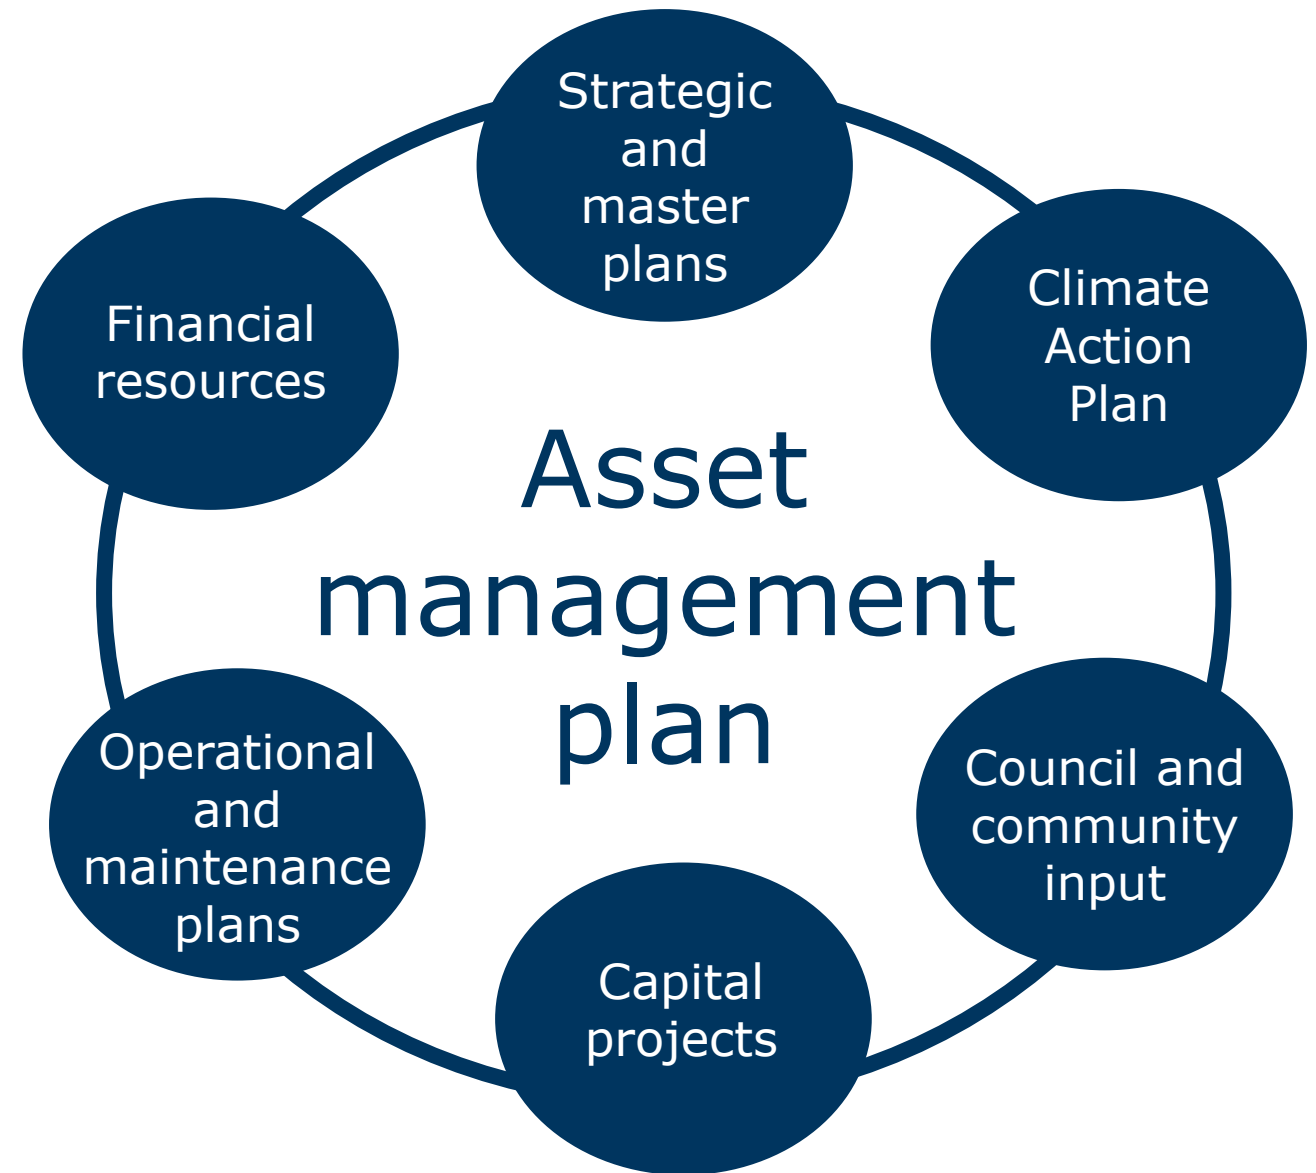 Strategic
and
master
plans
Climate
Action
Plan
Council and
community
input
Capital
projects
Operational
and
maintenance
plans
Financial
resources
Asset
management
plan